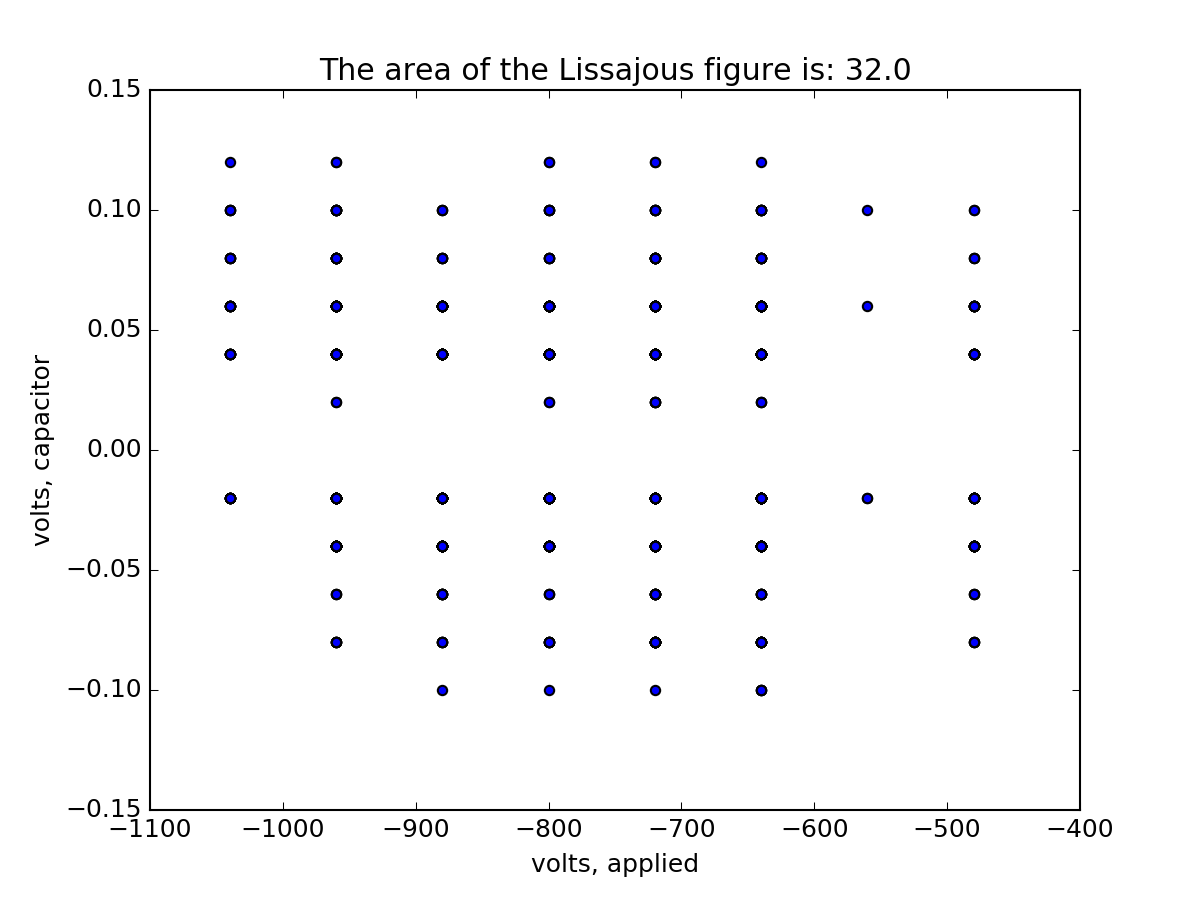 The area of the Lissajous figure is: 32.0
0.15
0.10
0.05
0.00
−0.05
−0.10
−0.15
volts, capacitor
−1100 −1000 −900 −800 −700 −600 −500 −400
volts, applied